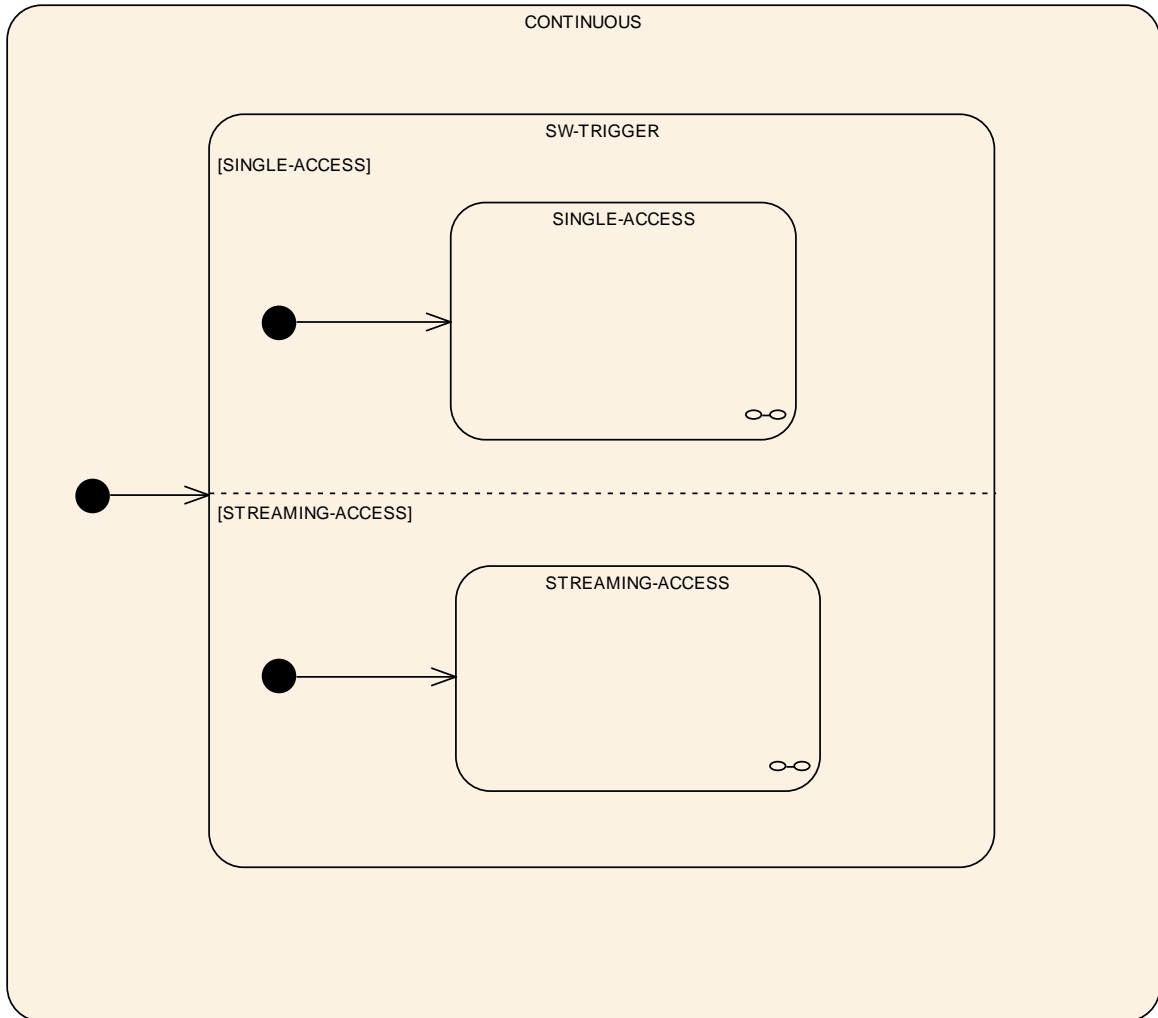 CONTINUOUS
SW-TRIGGER
[SINGLE-ACCESS]
SINGLE-ACCESS
[STREAMING-ACCESS]
STREAMING-ACCESS